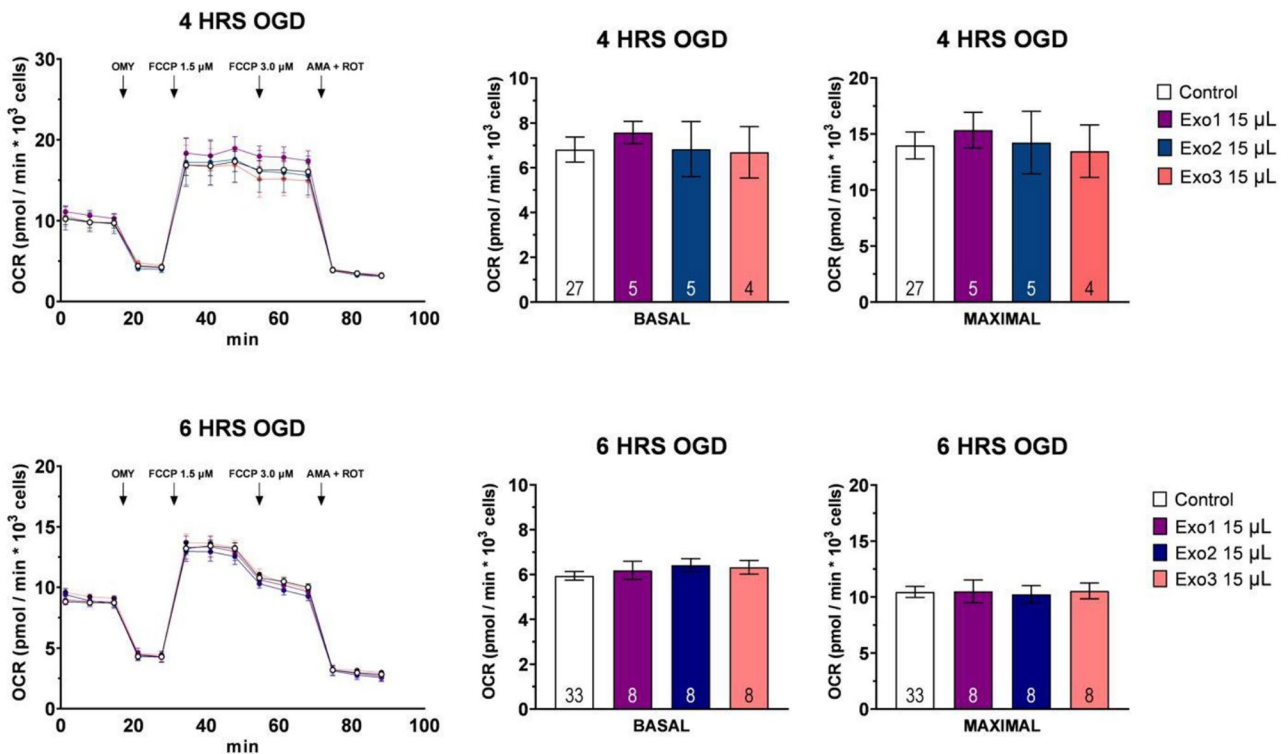 4 HRS OGD
OMY FCCP 1.5 µM FCCP 3.0 µM AMA + ROT
OCR (pmol / min * 10³ cells)
30
20
10
0
0 20 40 60 80 100
min
4 HRS OGD
OCR (pmol / min * 10³ cells)
10
8
6
4
2
0
27 5 5 4
BASAL
4 HRS OGD
OCR (pmol / min * 10³ cells)
20
15
10
5
0
27 5 5 4
MAXIMAL
Control
Exo1 15 µL
Exo2 15 µL
Exo3 15 µL
6 HRS OGD
OMY FCCP 1.5 µM FCCP 3.0 µM AMA + ROT
OCR (pmol / min * 10³ cells)
20
15
10
5
0
0 20 40 60 80 100
min
6 HRS OGD
OCR (pmol / min * 10³ cells)
10
8
6
4
2
0
33 8 8 8
BASAL
6 HRS OGD
OCR (pmol / min * 10³ cells)
20
15
10
5
0
33 8 8 8
MAXIMAL
Control
Exo1 15 µL
Exo2 15 µL
Exo3 15 µL